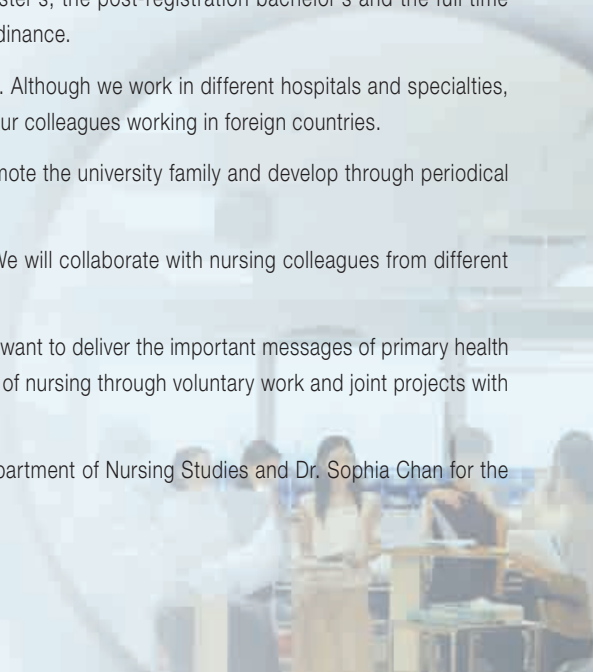 the post-registration bachelor's and the full time
dinance.
. Although we work in different hospitals and specialties,
ur colleagues working in foreign countries.
mote the university family and develop through periodical
We will collaborate with nursing colleagues from different
want to deliver the important messages of primary health
of nursing through voluntary work and joint projects with
partment of Nursing Studies and Dr. Sophia Chan for the